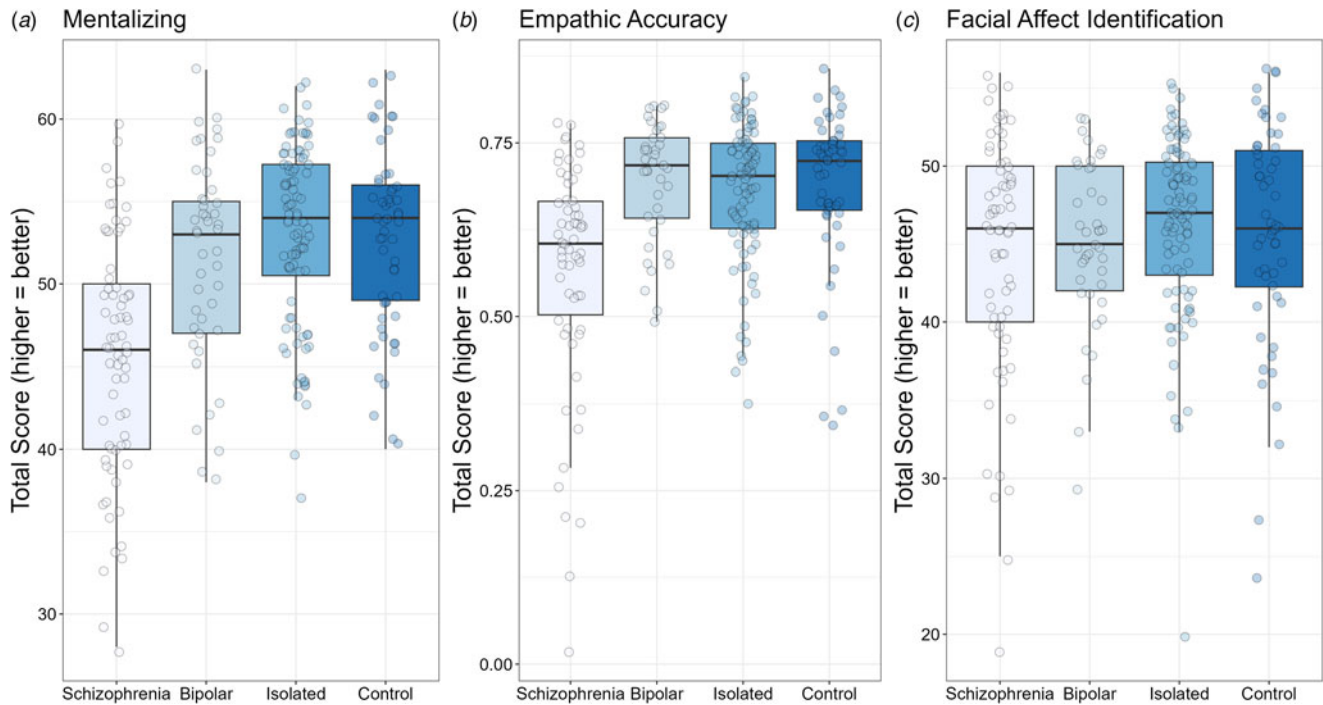 (a) Mentalizing
Total Score (higher = better)
60
50
40
30
Schizophrenia Bipolar Isolated Control
(b) Empathic Accuracy
Total Score (higher = better)
0.75
0.50
0.25
0.00
Schizophrenia Bipolar Isolated Control
(c) Facial Affect Identification
Total Score (higher = better)
50
40
30
20
Schizophrenia Bipolar Isolated Control